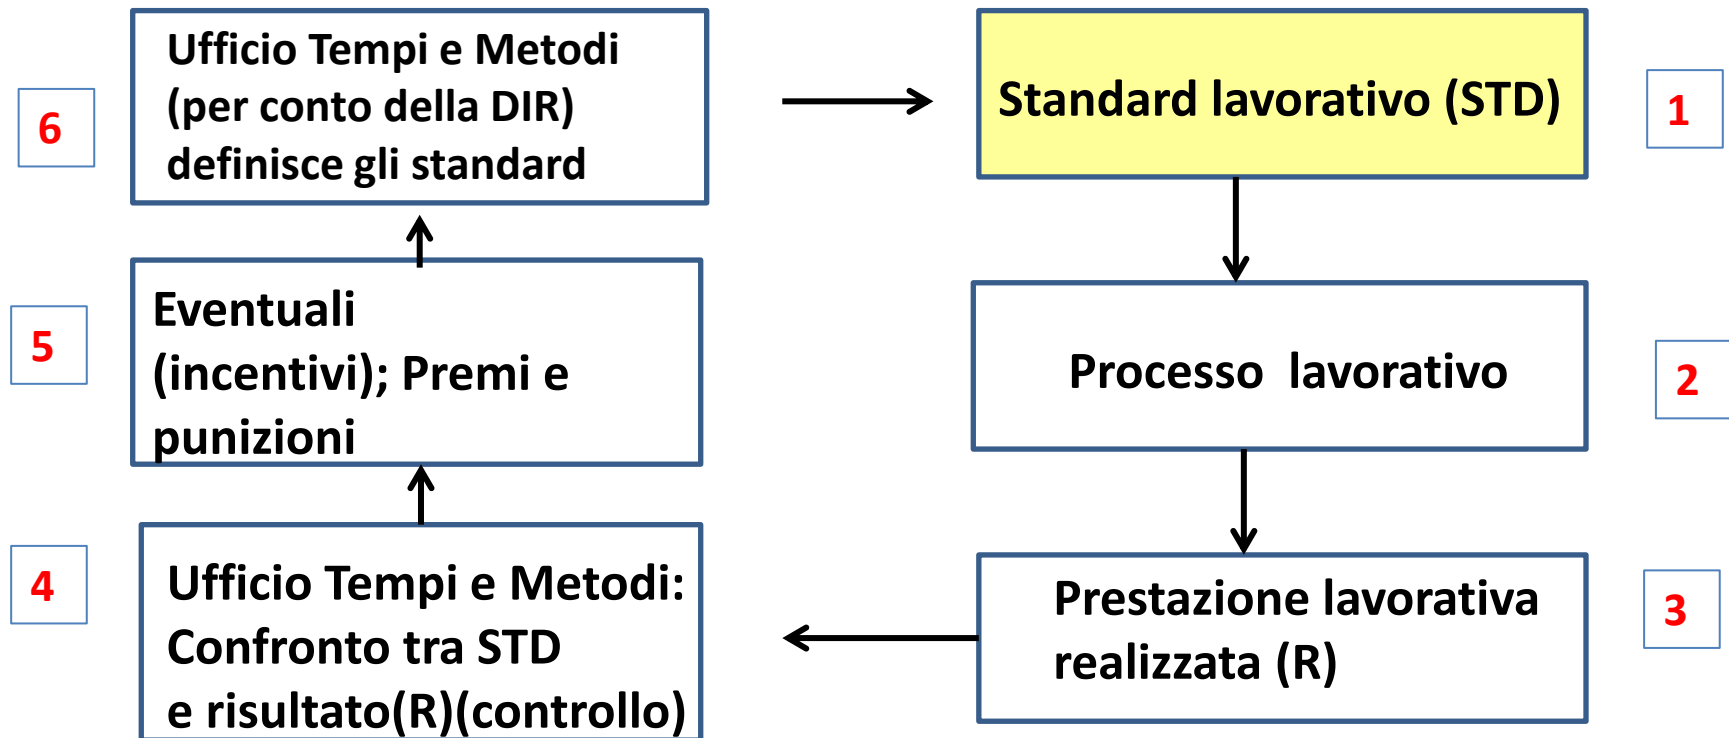 Ufficio Tempi e Metodi
(per conto della DIR)
definisce gli standard
6
Standard lavorativo (STD)
1
Eventuali
(incentivi); Premi e
punizioni
5
Processo lavorativo
2
Ufficio Tempi e Metodi:
Confronto tra STD
e risultato(R)(controllo)
4
Prestazione lavorativa
realizzata (R)
3